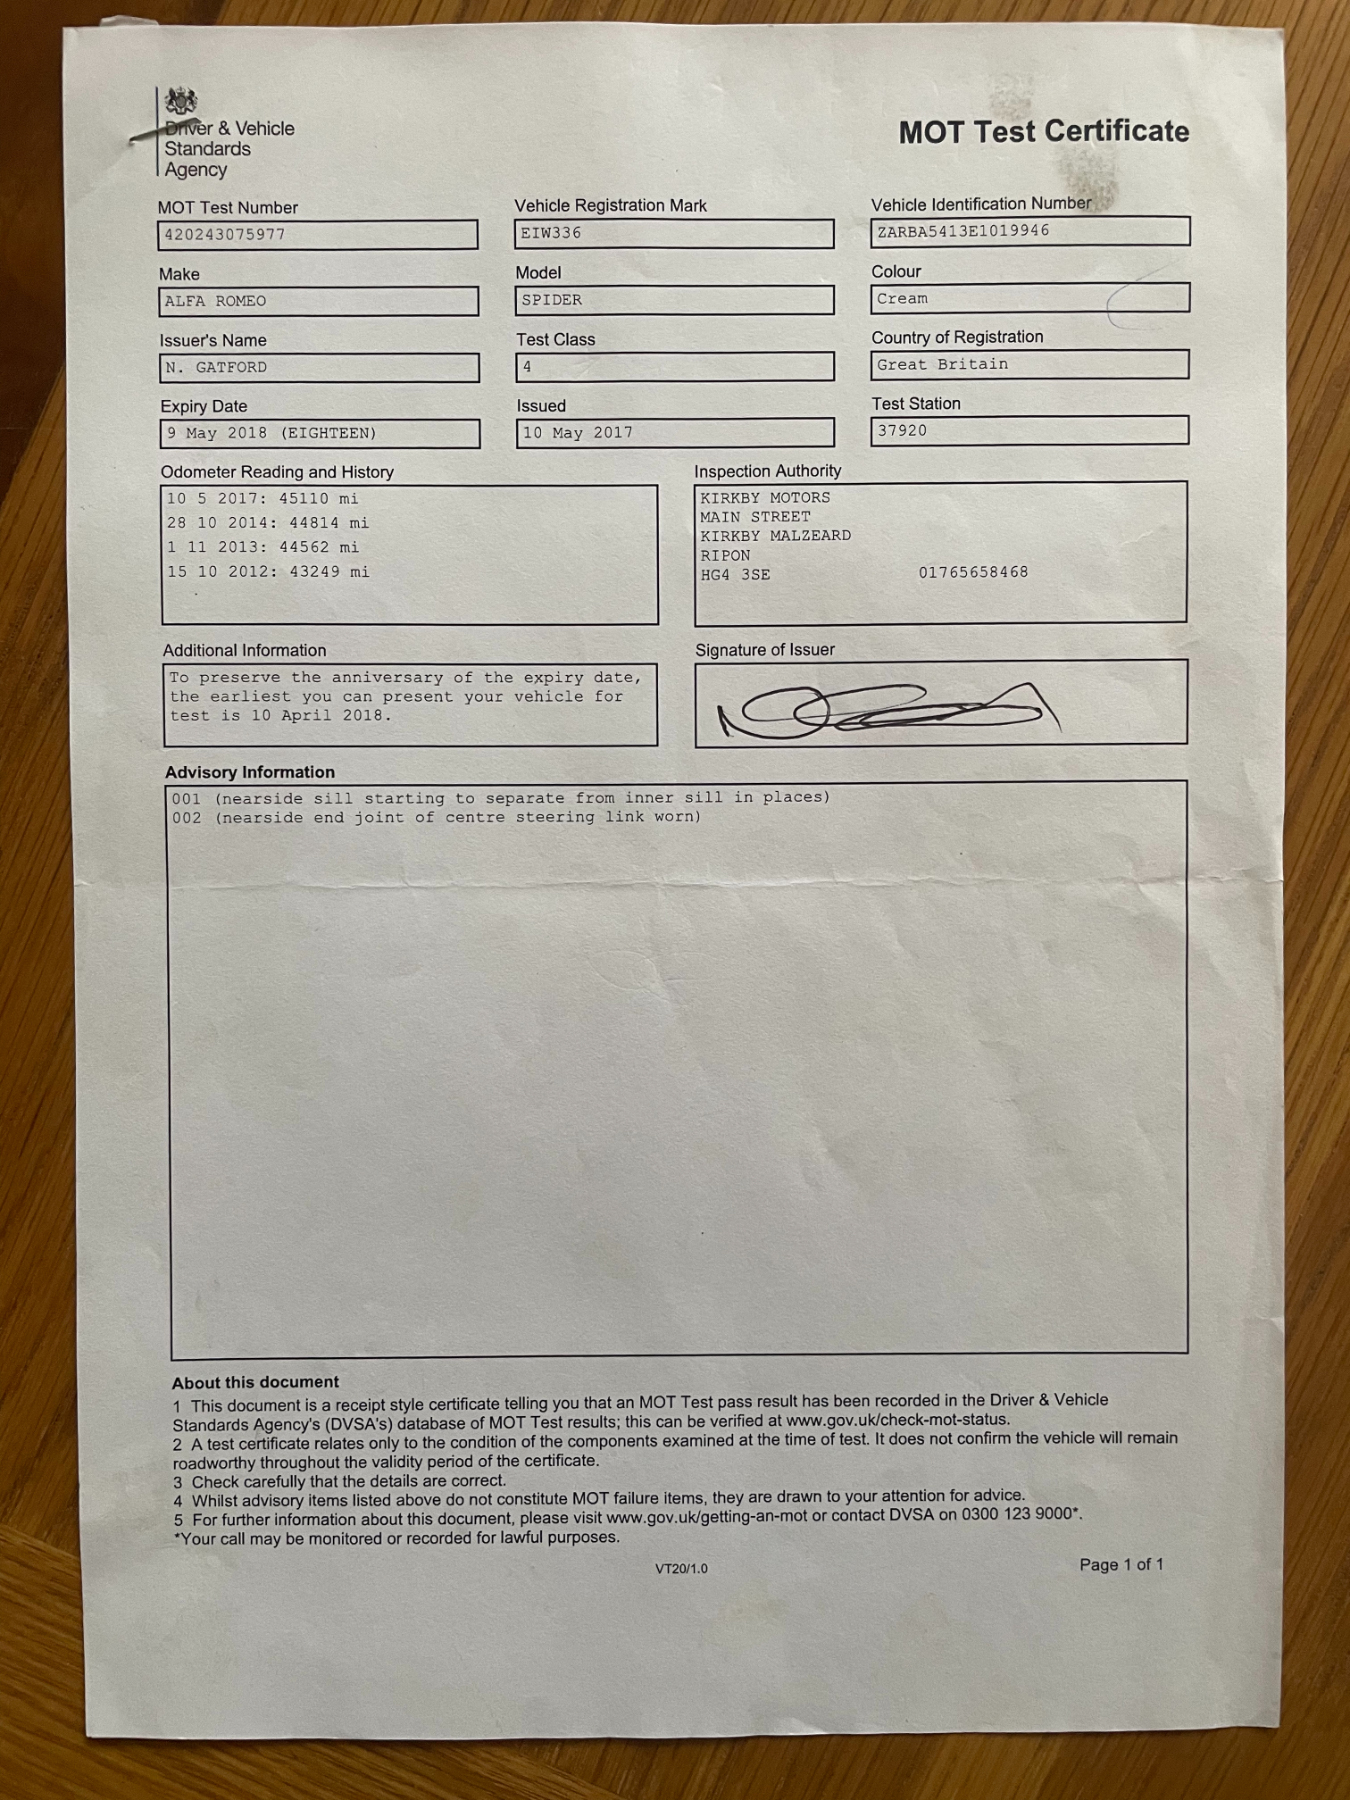 Driver & Vehicle
Standards
Agency
MOT Test Certificate
MOT Test Number
420243075977
Vehicle Registration Mark
EIW336
Vehicle Identification Number
ZARBA5413E1019946
Make
ALFA ROMEO
Model
SPIDER
Colour
Cream
Issuer's Name
N. GATFORD
Test Class
4
Country of Registration
Great Britain
Expiry Date
9 May 2018 (EIGHTEEN)
Issued
10 May 2017
Test Station
37920
Odometer Reading and History
10 5 2017: 45110 mi
28 10 2014: 44814 mi
1 11 2013: 44562 mi
15 10 2012: 43249 mi
Inspection Authority
KIRKBY MOTORS
MAIN STREET
KIRKBY MALZEARD
RIPON
HG4 3SE 01765658468
Additional Information
To preserve the anniversary of the expiry date,
the earliest you can present your vehicle for
test is 10 April 2018.
Signature of Issuer
Advisory Information
001 (nearside sill starting to separate from inner sill in places)
002 (nearside end joint of centre steering link worn)
About this document
1 This document is a receipt style certificate telling you that an MOT Test pass result has been recorded in the Driver & Vehicle
Standards Agency's (DVSA's) database of MOT Test results; this can be verified at www.gov.uk/check-mot-status.
2 A test certificate relates only to the condition of the components examined at the time of test. It does not confirm the vehicle will remain
roadworthy throughout the validity period of the certificate.
3 Check carefully that the details are correct.
4 Whilst advisory items listed above do not constitute MOT failure items, they are drawn to your attention for advice.
5 For further information about this document, please visit www.gov.uk/getting-an-mot or contact DVSA on 0300 123 9000*.
*Your call may be monitored or recorded for lawful purposes.
VT20/1.0
Page 1 of 1